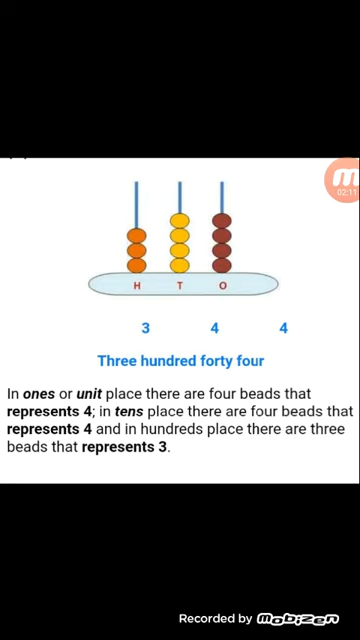 M
02:11
H T O
3 4 4
Three hundred forty four
In ones or unit place there are four beads that
represents 4; in tens place there are four beads that
represents 4 and in hundreds place there are three
beads that represents 3.
Recorded by Mobizen